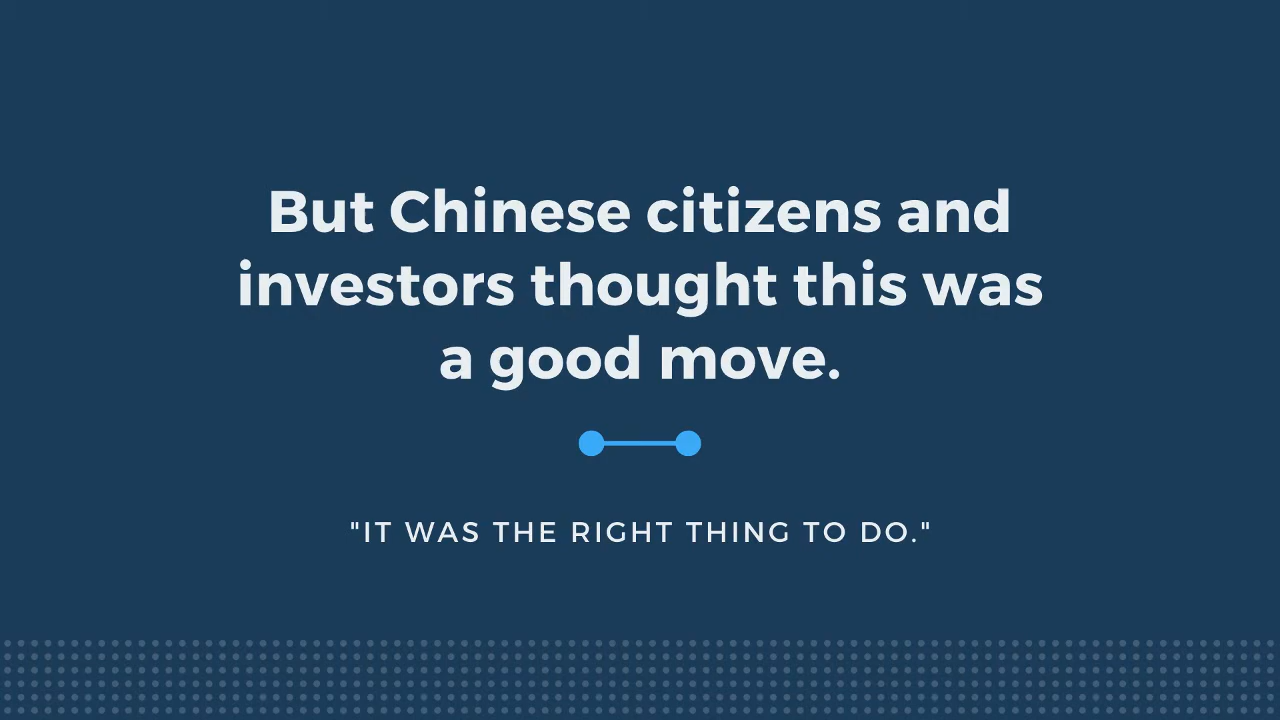 But Chinese citizens and
investors thought this was
a good move.
"IT WAS THE RIGHT THING TO DO."